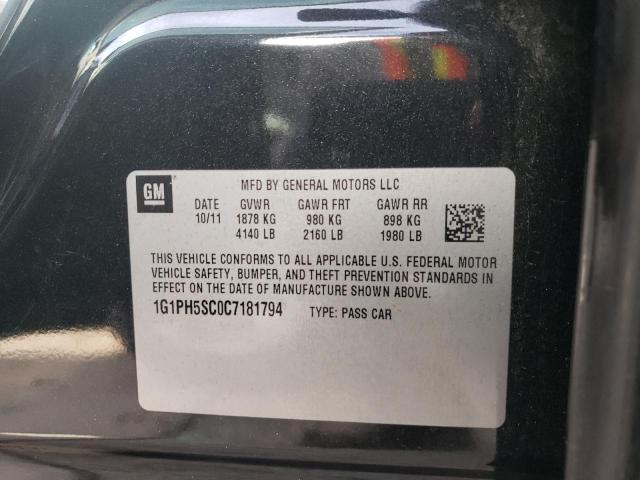 GM
MFD BY GENERAL MOTORS LLC
DATE GVWR GAWR FRT GAWR RR
10/11 1878 KG 980 KG 898 KG
4140 LB 2160 LB 1980 LB
THIS VEHICLE CONFORMS TO ALL APPLICABLE U.S. FEDERAL MOTOR
VEHICLE SAFETY, BUMPER, AND THEFT PREVENTION STANDARDS IN
EFFECT ON THE DATE OF MANUFACTURE SHOWN ABOVE.
1G1PH5SC0C7181794 TYPE: PASS CAR